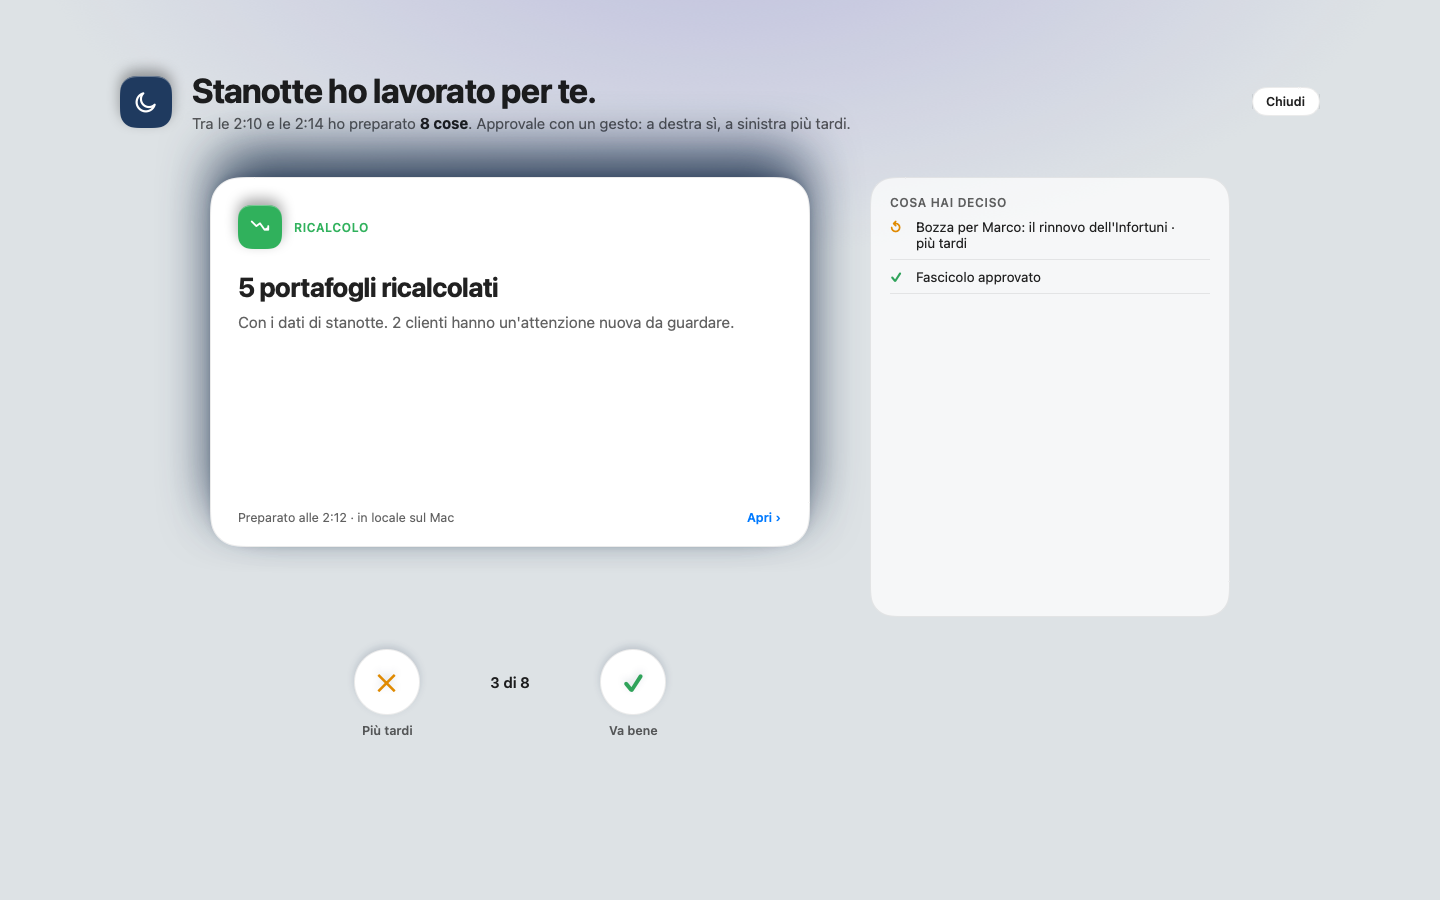 Stanotte ho lavorato per te.
Tra le 2:10 e le 2:14 ho preparato 8 cose. Approvale con un gesto: a destra sì, a sinistra più tardi.
Chiudi
RICALCOLO
5 portafogli ricalcolati
Con i dati di stanotte. 2 clienti hanno un'attenzione nuova da guardare.
Preparato alle 2:12 · in locale sul Mac
Apri ›
COSA HAI DECISO
Bozza per Marco: il rinnovo dell'Infortuni ·
più tardi
Fascicolo approvato
3 di 8
Più tardi
Va bene